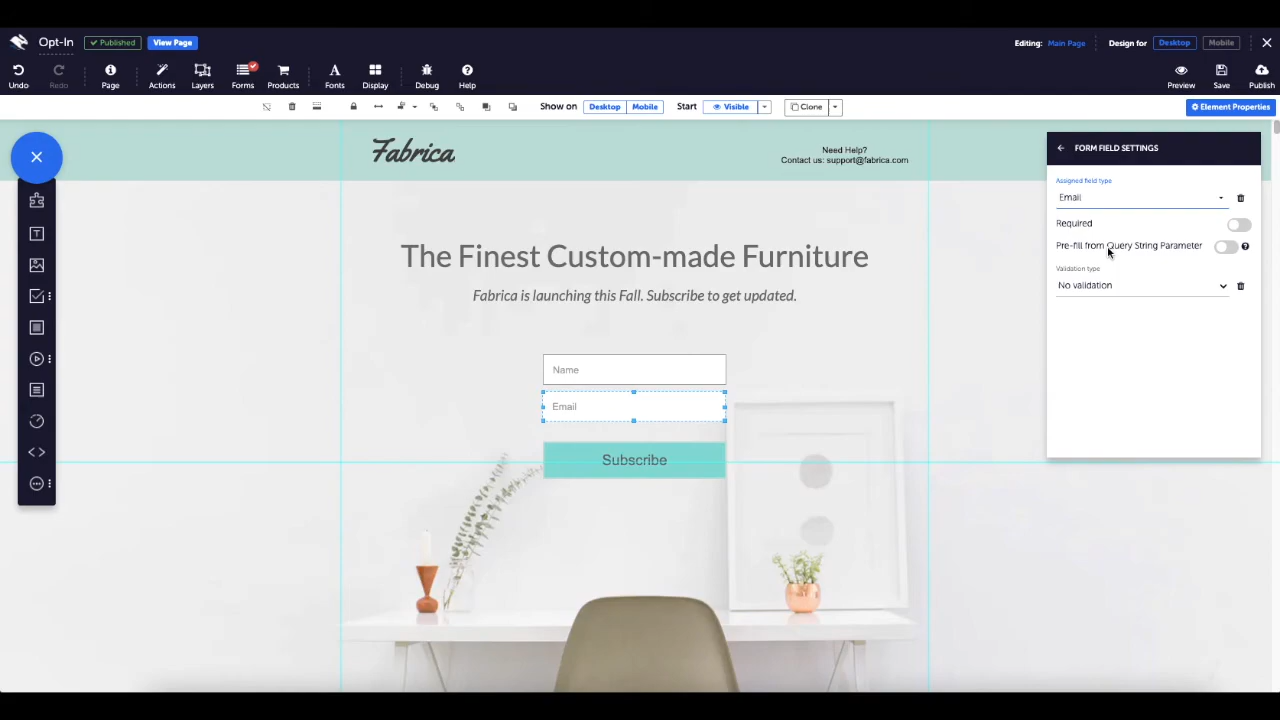 Opt-In
✔ Published
View Page
Editing: Main Page
Design for
Desktop
Mobile
Undo
Redo
Page
Actions
Layers
Forms
Products
Fonts
Display
Debug
Help
Preview
Save
Publish
Show on
Desktop
Mobile
Start
Visible
Clone
Element Properties
Fabrica
Need Help?
Contact us: support@fabrica.com
FORM FIELD SETTINGS
Assigned field type
Email
Required
Pre-fill from Query String Parameter
Validation type
No validation
The Finest Custom-made Furniture
Fabrica is launching this Fall. Subscribe to get updated.
Name
Email
Subscribe